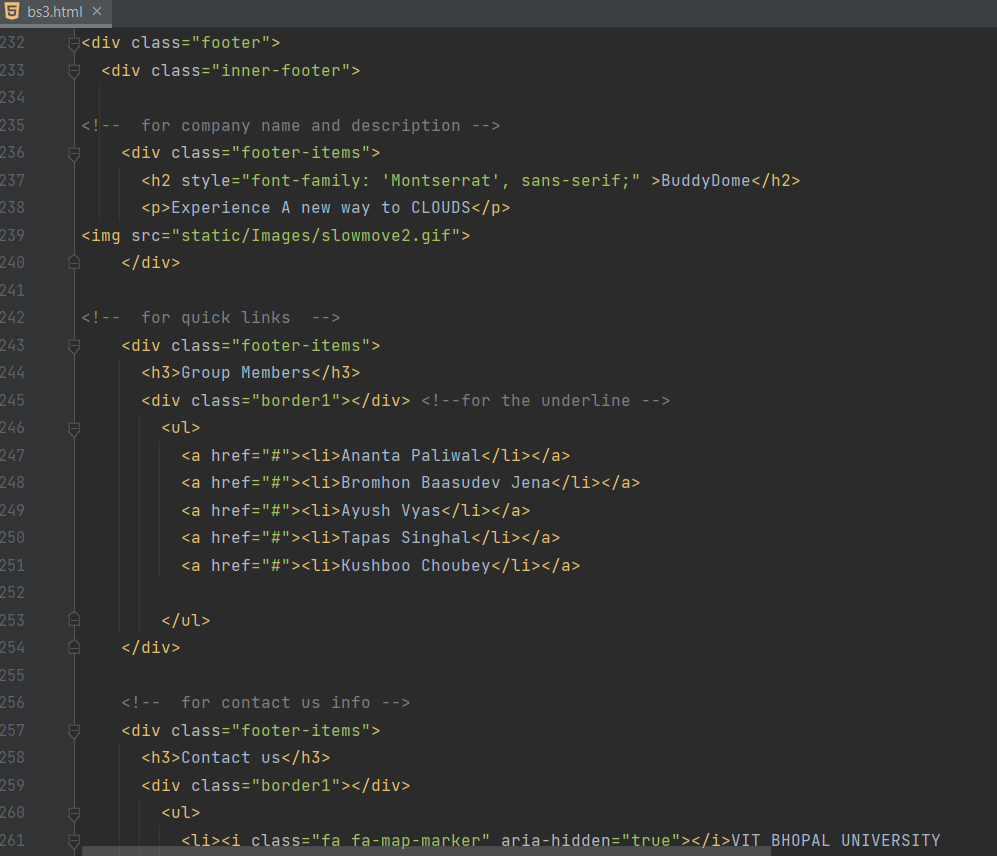 bs3.html ×
232 <div class="footer">
233   <div class="inner-footer">
234
235 <!--  for company name and description -->
236     <div class="footer-items">
237       <h2 style="font-family: 'Montserrat', sans-serif;" >BuddyDome</h2>
238       <p>Experience A new way to CLOUDS</p>
239 <img src="static/Images/slowmove2.gif">
240     </div>
241
242 <!--  for quick links  -->
243     <div class="footer-items">
244       <h3>Group Members</h3>
245       <div class="border1"></div> <!--for the underline -->
246         <ul>
247           <a href="#"><li>Ananta Paliwal</li></a>
248           <a href="#"><li>Bromhon Baasudev Jena</li></a>
249           <a href="#"><li>Ayush Vyas</li></a>
250           <a href="#"><li>Tapas Singhal</li></a>
251           <a href="#"><li>Kushboo Choubey</li></a>
252
253         </ul>
254     </div>
255
256     <!--  for contact us info -->
257     <div class="footer-items">
258       <h3>Contact us</h3>
259       <div class="border1"></div>
260         <ul>
261           <li><i class="fa fa-map-marker" aria-hidden="true"></i>VIT BHOPAL UNIVERSITY